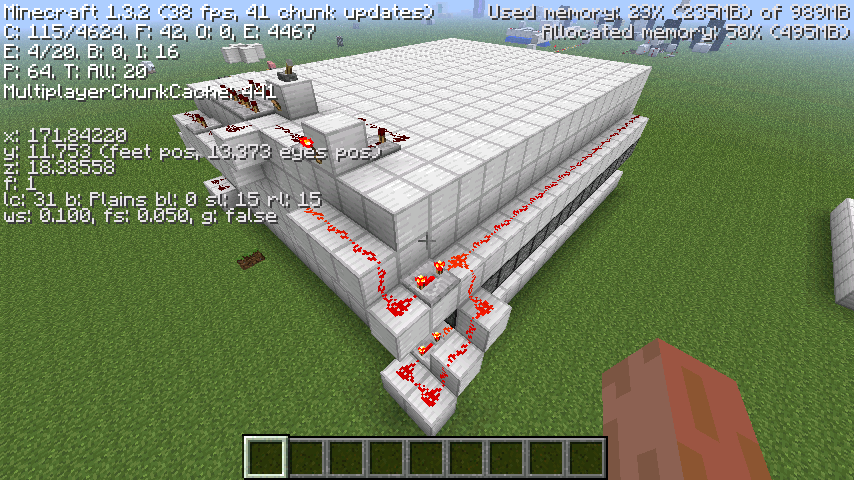 Minecraft 1.3.2 (38 fps, 41 chunk updates)
Used memory: 23% (235MB) of 989MB
C: 115/4624, F: 42, O: 0, E: 4467
Allocated memory: 50% (495MB)
E: 4/20. B: 0, I: 16
P: 64. T: All: 20
MultiplayerChunkCache: 441
x: 171.84220
y: 11.753 (feet pos, 13.373 eyes pos)
z: 18.38558
f: 1
lc: 31 b: Plains bl: 0 sl: 15 rl: 15
ws: 0.100, fs: 0.050, g: false